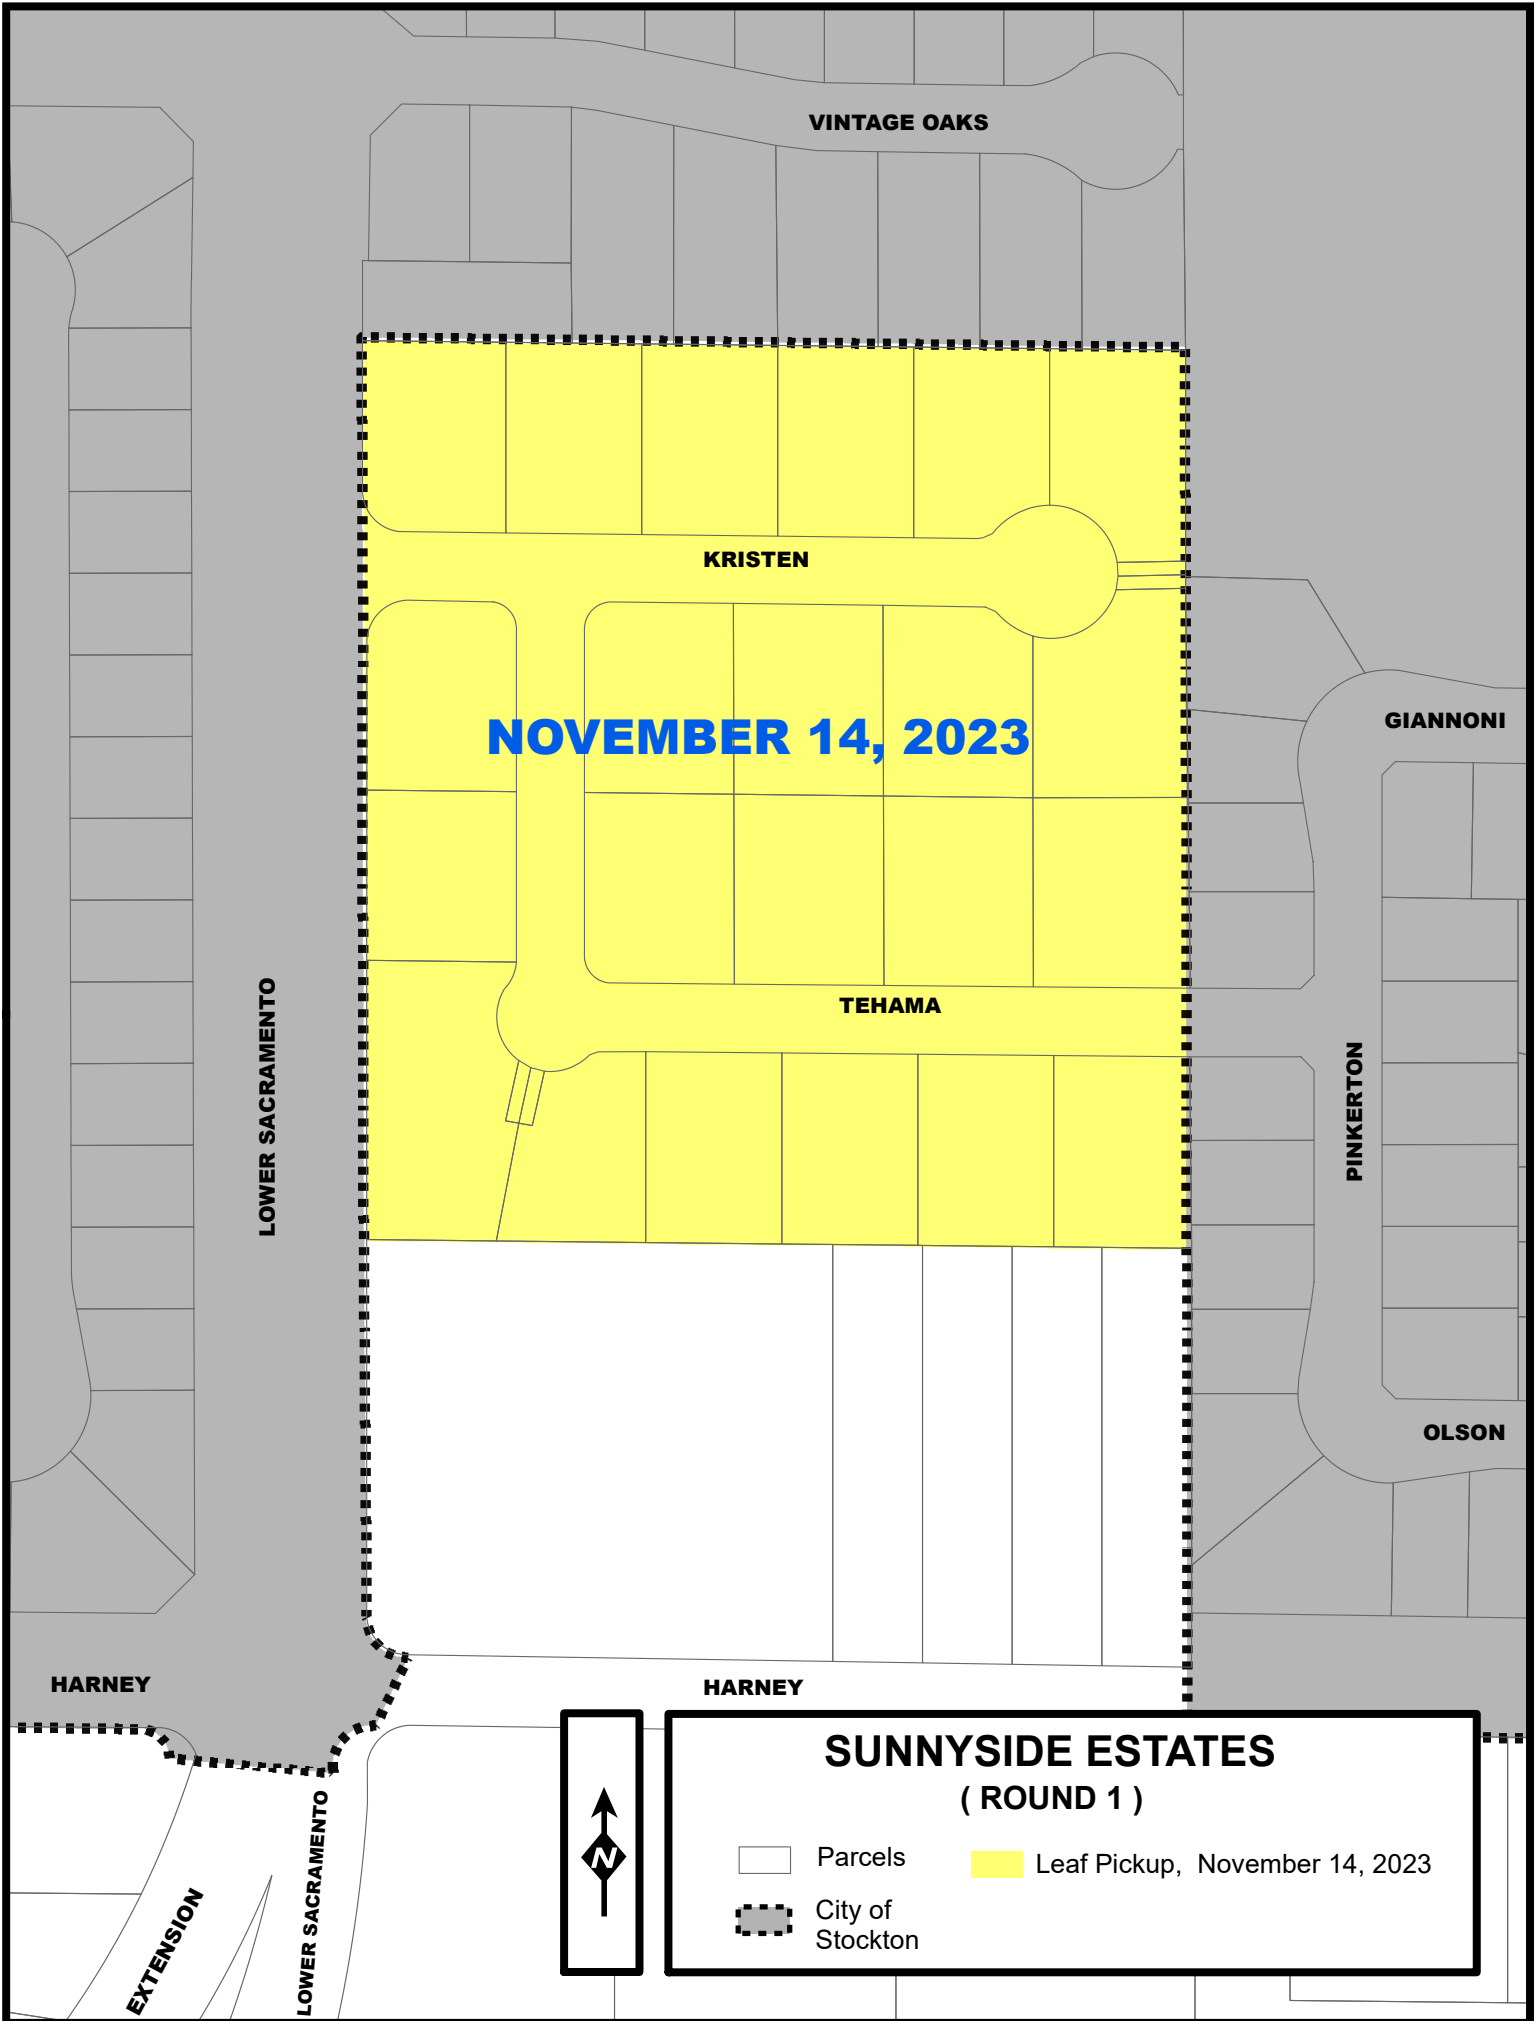 VINTAGE OAKS
KRISTEN
NOVEMBER 14, 2023
GIANNONI
TEHAMA
LOWER SACRAMENTO
PINKERTON
OLSON
HARNEY
HARNEY
EXTENSION
LOWER SACRAMENTO
N
SUNNYSIDE ESTATES
( ROUND 1 )
Parcels
Leaf Pickup, November 14, 2023
City of
Stockton